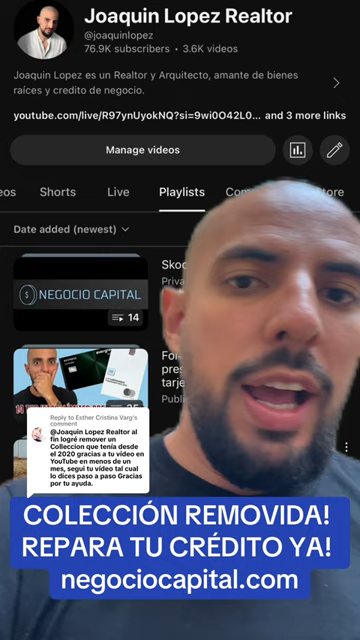 Joaquin Lopez Realtor
@joaquinlopez
76.9K subscribers • 3.6K videos
Joaquin Lopez es un Realtor y Arquitecto, amante de bienes
raíces y credito de negocio.
youtube.com/live/R97ynUyokNQ?si=9wi0O42L0... and 3 more links
Manage videos
Shorts Live Playlists
Date added (newest)
NEGOCIO CAPITAL
14
Reply to Esther Cristina Varg's
comment
@Joaquin Lopez Realtor al
fin logré remover un
Colleccion que tenía desde
el 2020 gracias a tu vídeo en
YouTube en menos de un
mes, segui tu vídeo tal cual
lo dices paso a paso Gracias
por tu ayuda.
COLECCIÓN REMOVIDA!
REPARA TU CRÉDITO YA!
negociocapital.com